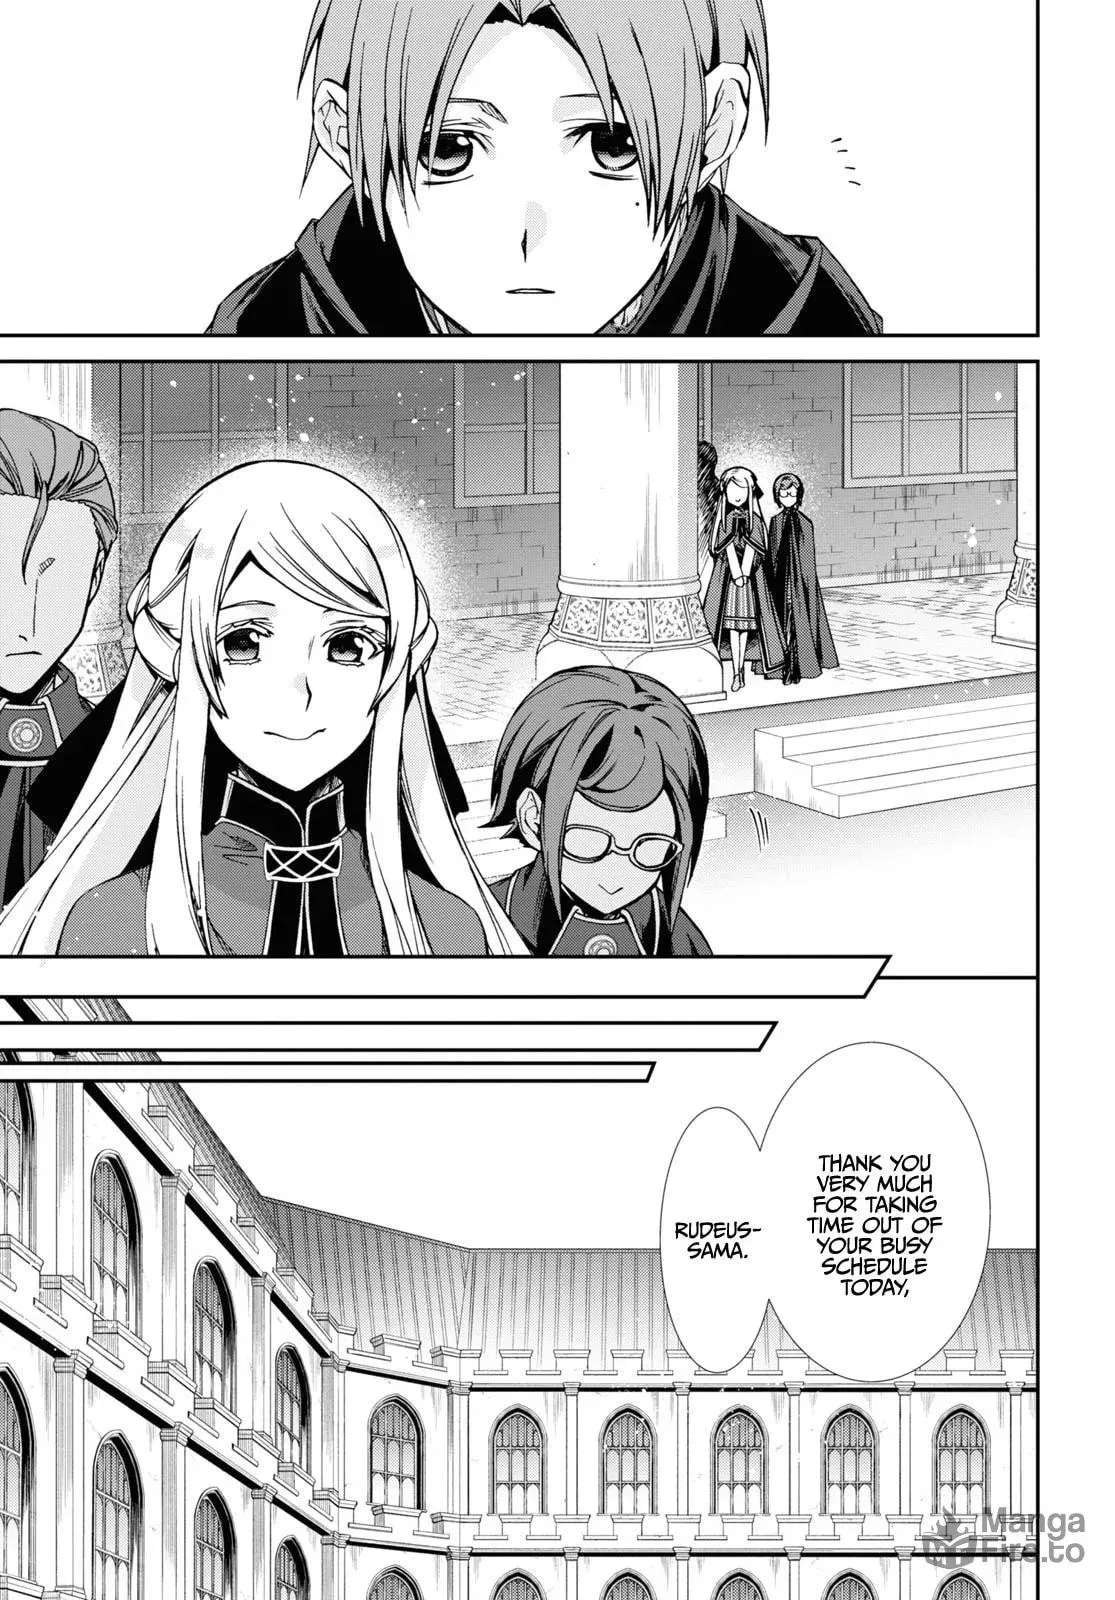 THANK YOU
VERY MUCH
FOR TAKING
TIME OUT OF
YOUR BUSY
SCHEDULE
TODAY,
RUDEUS-
SAMA.
Manga
Fire.to